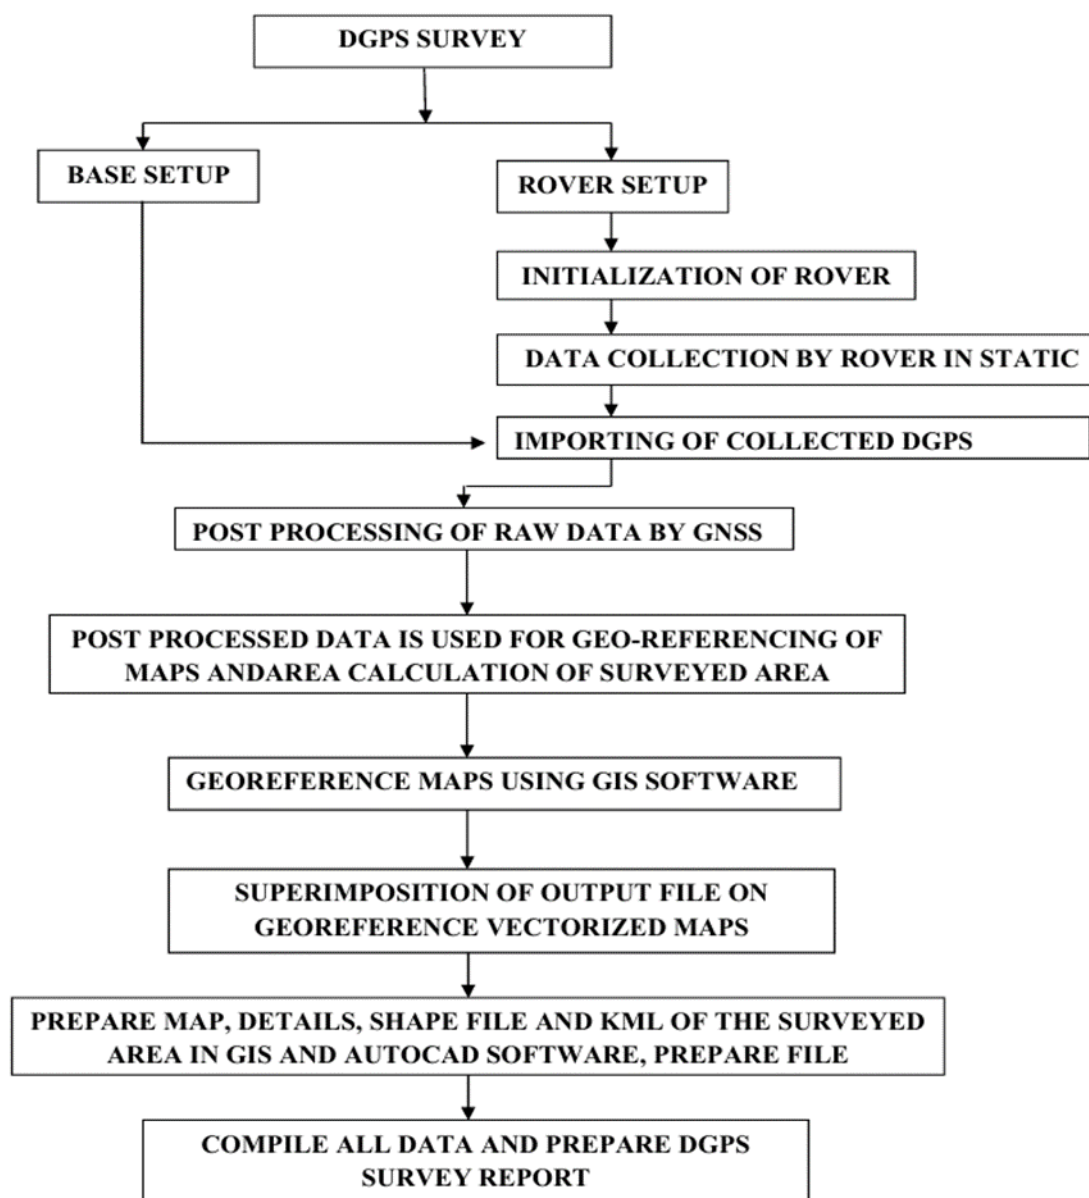 DGPS SURVEY
BASE SETUP
ROVER SETUP
INITIALIZATION OF ROVER
DATA COLLECTION BY ROVER IN STATIC
IMPORTING OF COLLECTED DGPS
POST PROCESSING OF RAW DATA BY GNSS
POST PROCESSED DATA IS USED FOR GEO-REFERENCING OF
MAPS ANDAREA CALCULATION OF SURVEYED AREA
GEOREFERENCE MAPS USING GIS SOFTWARE
SUPERIMPOSITION OF OUTPUT FILE ON
GEOREFERENCE VECTORIZED MAPS
PREPARE MAP, DETAILS, SHAPE FILE AND KML OF THE SURVEYED
AREA IN GIS AND AUTOCAD SOFTWARE, PREPARE FILE
COMPILE ALL DATA AND PREPARE DGPS
SURVEY REPORT